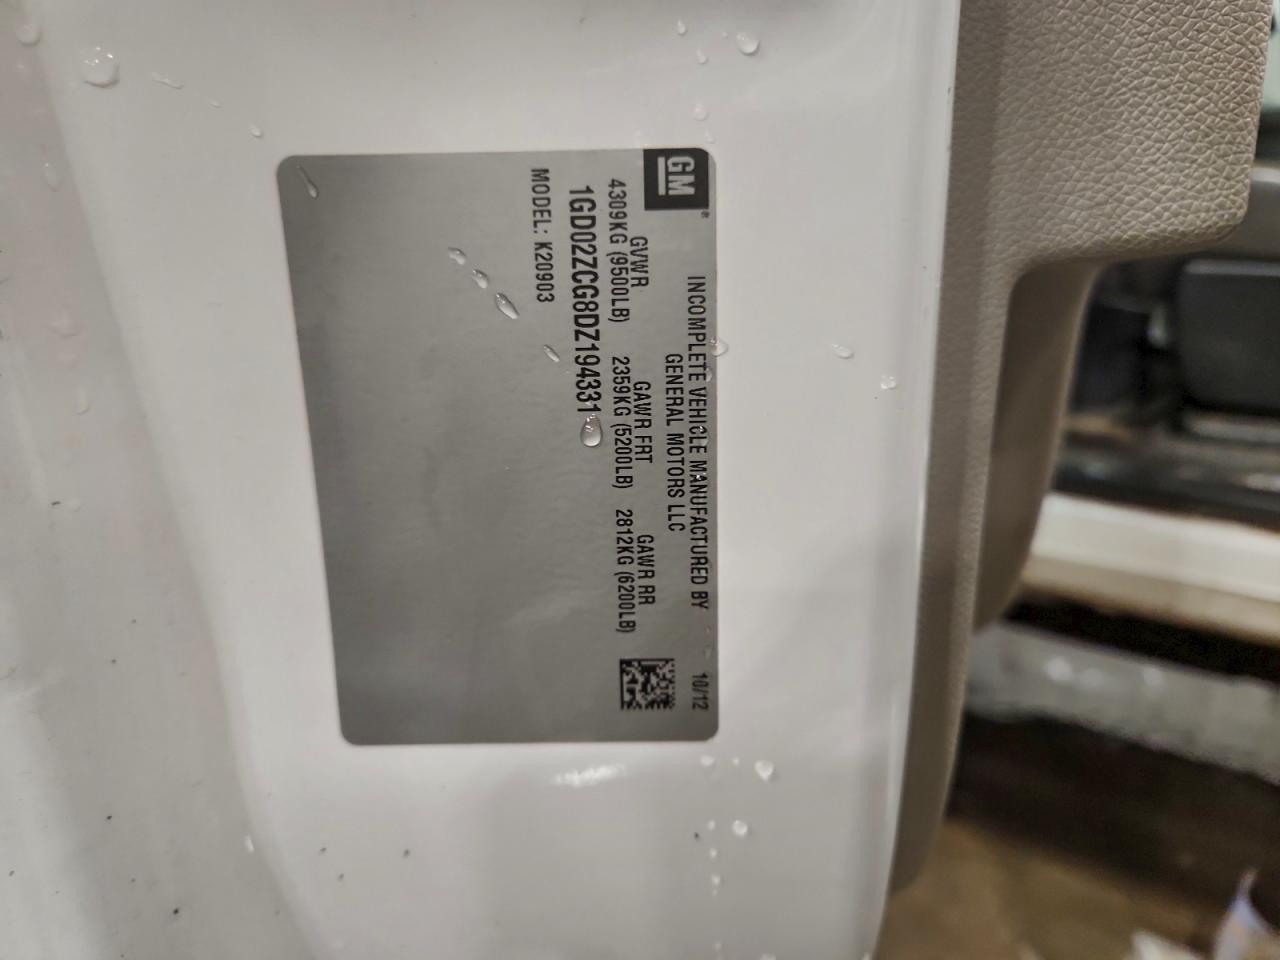 GM®
INCOMPLETE VEHICLE MANUFACTURED BY 10/12
GENERAL MOTORS LLC
GVWR GAWR FRT GAWR RR
4309KG (9500LB) 2359KG (5200LB) 2812KG (6200LB)
1GD02ZCG8DZ194331
MODEL: K20903